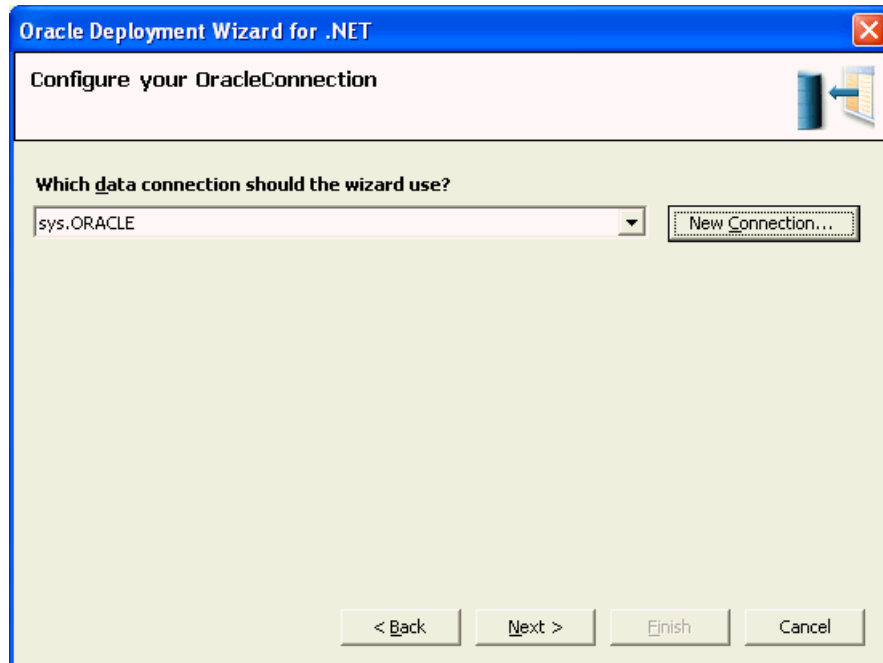 Oracle Deployment Wizard for .NET
Configure your OracleConnection
Which data connection should the wizard use?
sys.ORACLE
New Connection...
< Back
Next >
Finish
Cancel